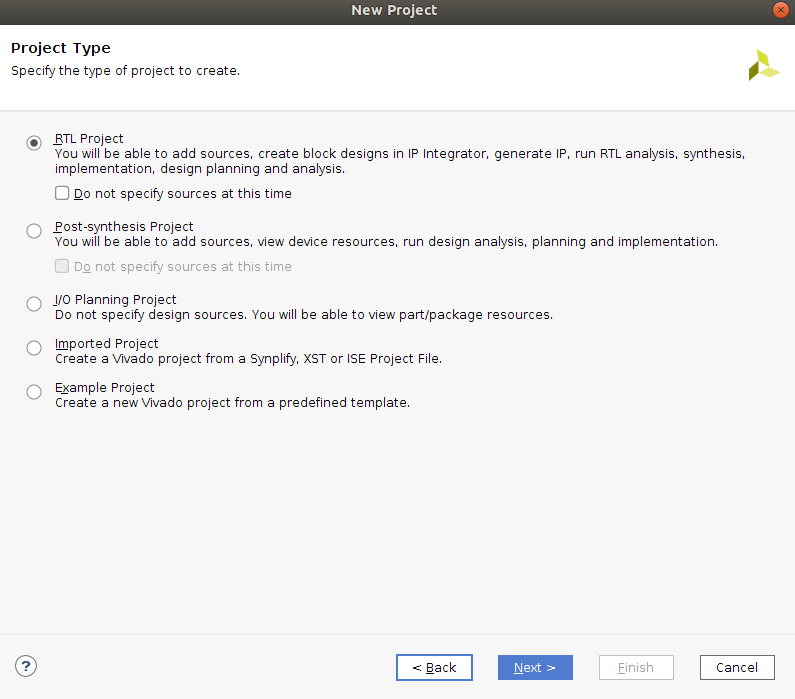 New Project
Project Type
Specify the type of project to create.
RTL Project
You will be able to add sources, create block designs in IP Integrator, generate IP, run RTL analysis, synthesis,
implementation, design planning and analysis.
Do not specify sources at this time
Post-synthesis Project
You will be able to add sources, view device resources, run design analysis, planning and implementation.
Do not specify sources at this time
I/O Planning Project
Do not specify design sources. You will be able to view part/package resources.
Imported Project
Create a Vivado project from a Synplify, XST or ISE Project File.
Example Project
Create a new Vivado project from a predefined template.
?
< Back
Next >
Finish
Cancel